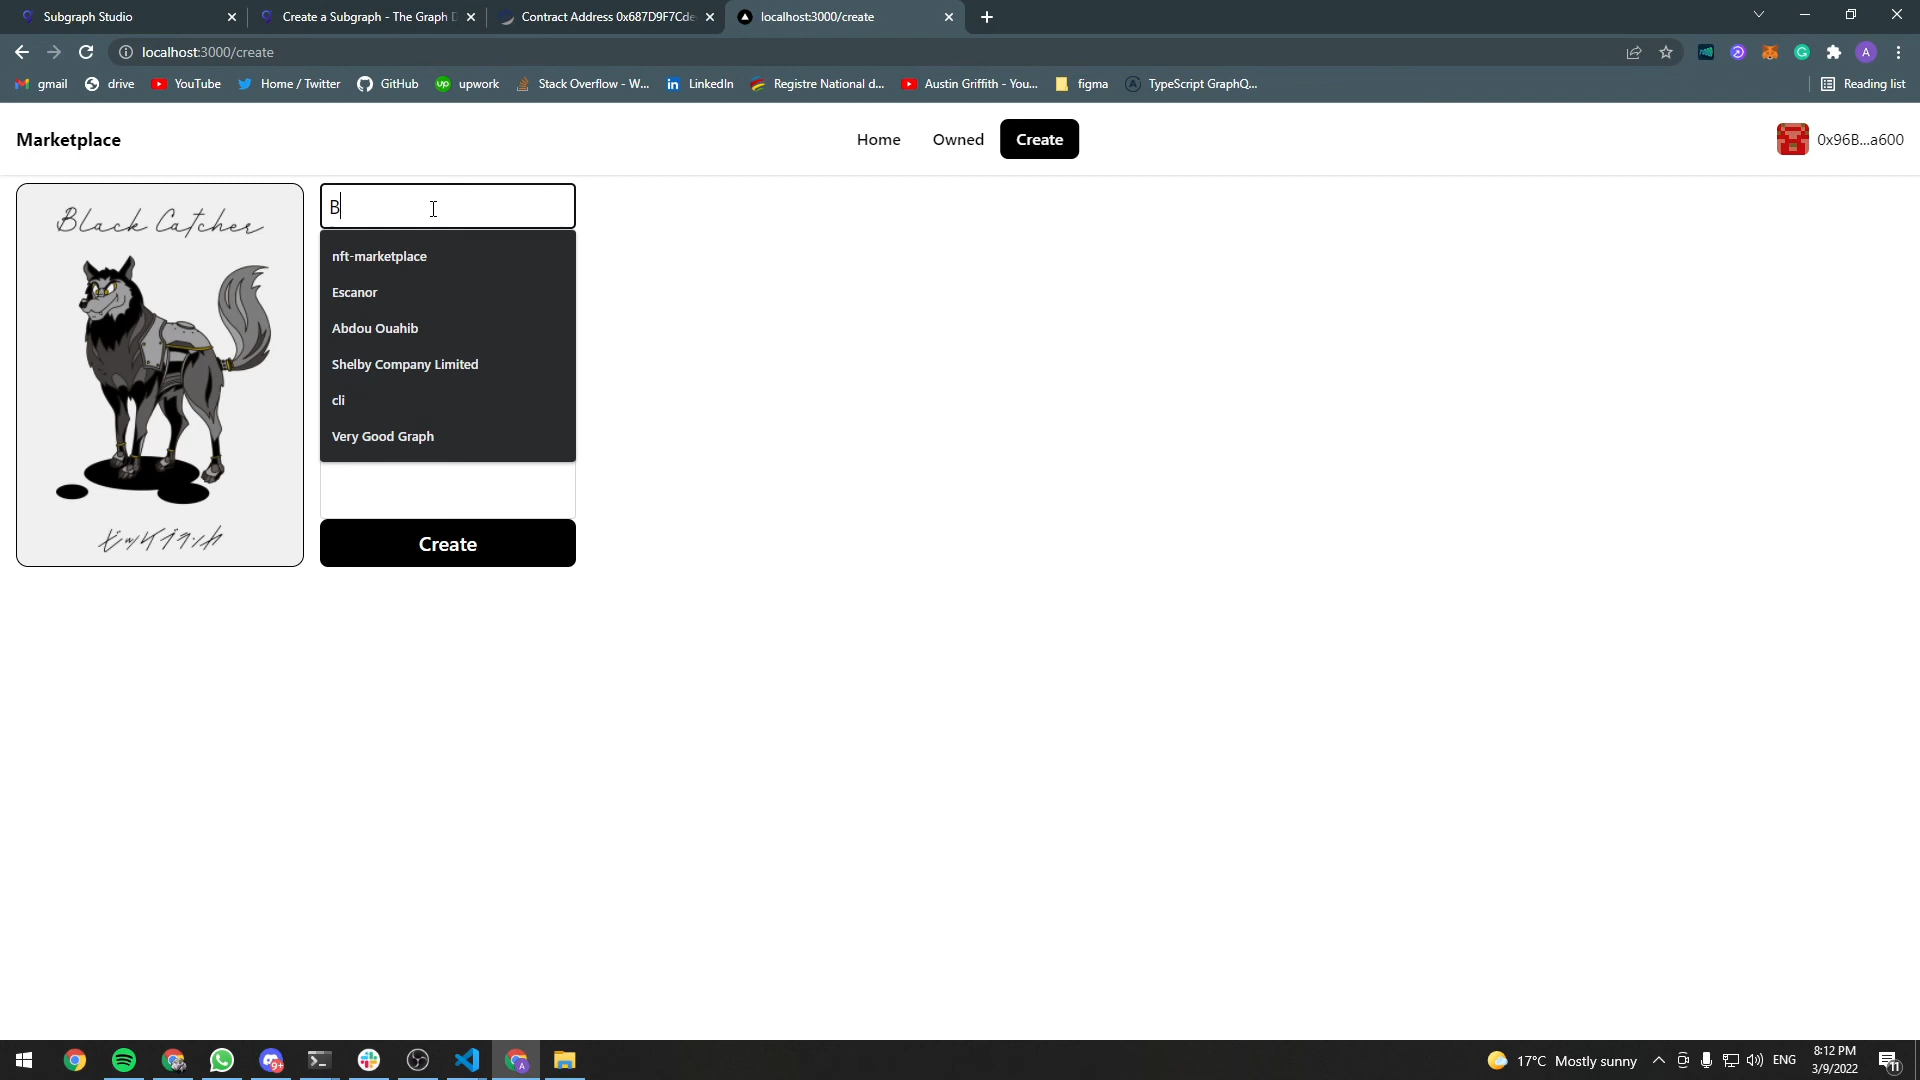 Subgraph Studio
Create a Subgraph - The Graph D
Contract Address 0x687D9F7Cde
localhost:3000/create
localhost:3000/create
gmail
drive
YouTube
Home / Twitter
GitHub
upwork
Stack Overflow - W...
LinkedIn
Registre National d...
Austin Griffith - You...
figma
TypeScript GraphQ...
Reading list
Marketplace
Home
Owned
Create
0x96B...a600
Black Catcher
B
nft-marketplace
Escanor
Abdou Ouahib
Shelby Company Limited
cli
Very Good Graph
Create
17°C Mostly sunny
ENG
8:12 PM
3/9/2022